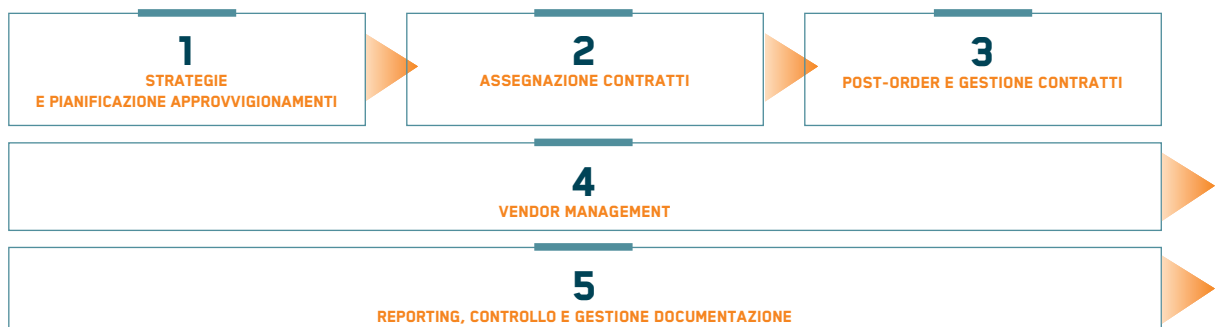 1
STRATEGIE
E PIANIFICAZIONE APPROVVIGIONAMENTI
2
ASSEGNAZIONE CONTRATTI
3
POST-ORDER E GESTIONE CONTRATTI
4
VENDOR MANAGEMENT
5
REPORTING, CONTROLLO E GESTIONE DOCUMENTAZIONE